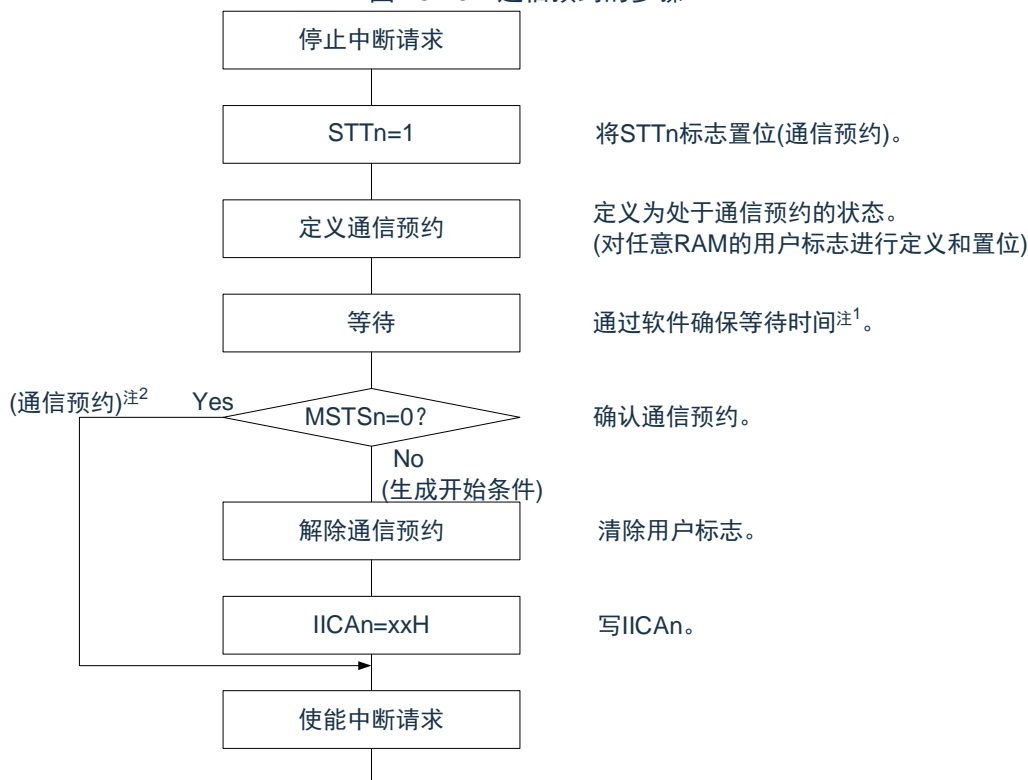 停止中断请求
STTn=1
将STTn标志置位(通信预约)。
定义通信预约
定义为处于通信预约的状态。
(对任意RAM的用户标志进行定义和置位)
等待
通过软件确保等待时间注1。
(通信预约)注2 Yes
MSTSn=0?
确认通信预约。
No
(生成开始条件)
解除通信预约
清除用户标志。
IICAn=xxH
写IICAn。
使能中断请求